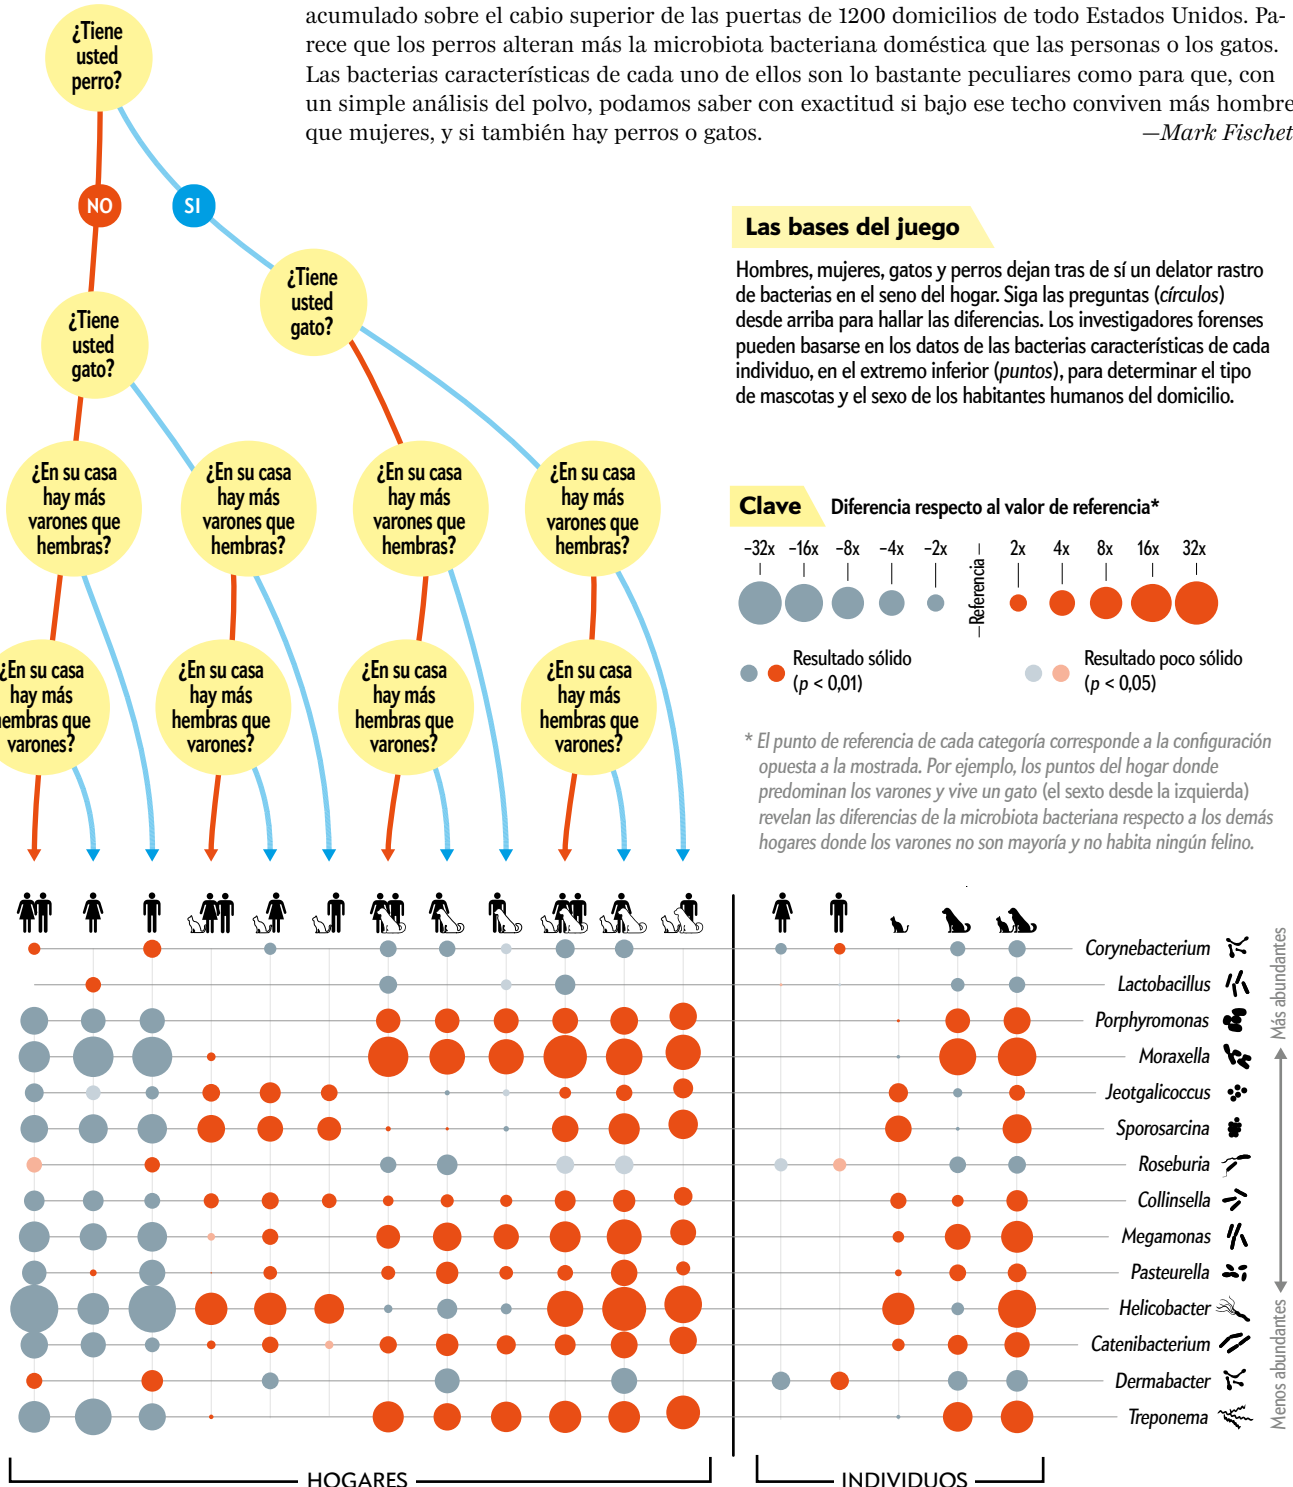 acumulado sobre el cabio superior de las puertas de 1200 domicilios de todo Estados Unidos. Pa-
rece que los perros alteran más la microbiota bacteriana doméstica que las personas o los gatos.
Las bacterias características de cada uno de ellos son lo bastante peculiares como para que, con
un simple análisis del polvo, podamos saber con exactitud si bajo ese techo conviven más hombre
que mujeres, y si también hay perros o gatos.
—Mark Fischet
¿Tiene
usted
perro?
NO
SI
¿Tiene
usted
gato?
¿Tiene
usted
gato?
Las bases del juego
Hombres, mujeres, gatos y perros dejan tras de sí un delator rastro
de bacterias en el seno del hogar. Siga las preguntas (círculos)
desde arriba para hallar las diferencias. Los investigadores forenses
pueden basarse en los datos de las bacterias características de cada
individuo, en el extremo inferior (puntos), para determinar el tipo
de mascotas y el sexo de los habitantes humanos del domicilio.
¿En su casa
hay más
varones que
hembras?
¿En su casa
hay más
varones que
hembras?
¿En su casa
hay más
varones que
hembras?
¿En su casa
hay más
varones que
hembras?
Clave
Diferencia respecto al valor de referencia*
–32x –16x –8x –4x –2x
Referencia
2x 4x 8x 16x 32x
Resultado sólido
(p < 0,01)
Resultado poco sólido
(p < 0,05)
¿En su casa
hay más
hembras que
varones?
¿En su casa
hay más
hembras que
varones?
¿En su casa
hay más
hembras que
varones?
¿En su casa
hay más
hembras que
varones?
* El punto de referencia de cada categoría corresponde a la configuración
opuesta a la mostrada. Por ejemplo, los puntos del hogar donde
predominan los varones y vive un gato (el sexto desde la izquierda)
revelan las diferencias de la microbiota bacteriana respecto a los demás
hogares donde los varones no son mayoría y no habita ningún felino.
Corynebacterium
Lactobacillus
Porphyromonas
Moraxella
Jeotgalicoccus
Sporosarcina
Roseburia
Collinsella
Megamonas
Pasteurella
Helicobacter
Catenibacterium
Dermabacter
Treponema
Más abundantes
Menos abundantes
HOGARES
INDIVIDUOS